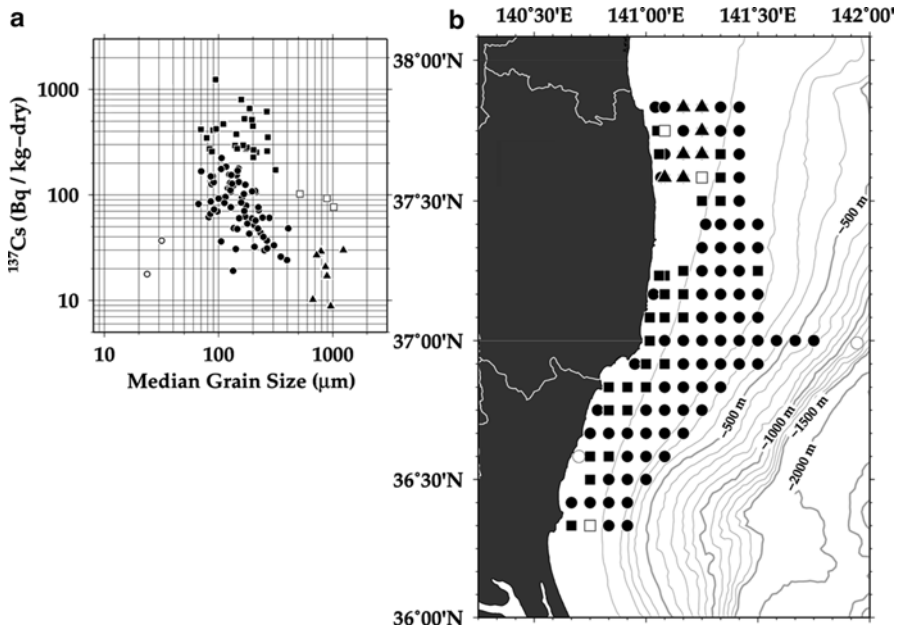 a
¹³⁷Cs (Bq / kg–dry)
1000
100
10
10
100
1000
Median Grain Size (µm)
b
140˚30'E
141˚00'E
141˚30'E
142˚00'
38˚00'N
37˚30'N
37˚00'N
36˚30'N
36˚00'N
−500 m
−500 m
−1000 m
−1500 m
−2000 m